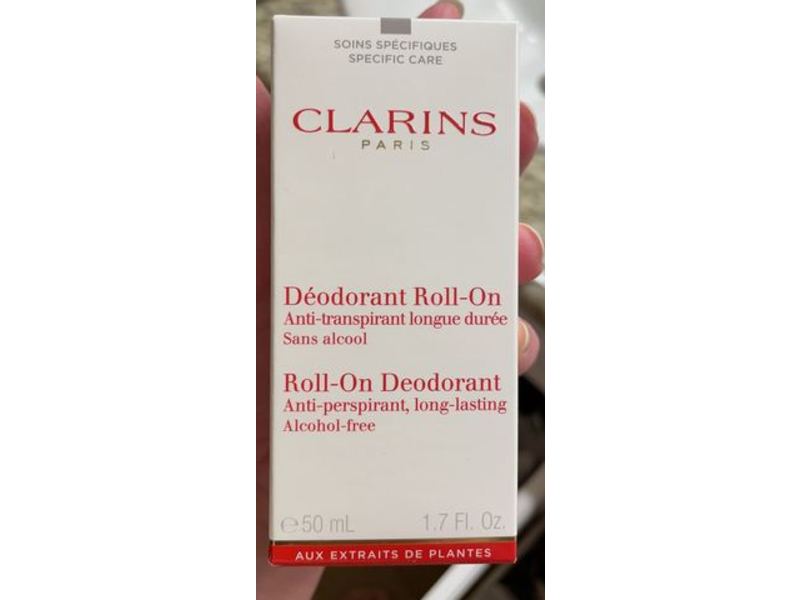 SOINS SPÉCIFIQUES
SPECIFIC CARE
CLARINS
PARIS
Déodorant Roll-On
Anti-transpirant longue durée
Sans alcool
Roll-On Deodorant
Anti-perspirant, long-lasting
Alcohol-free
℮50 mL 1.7 Fl. Oz.
AUX EXTRAITS DE PLANTES